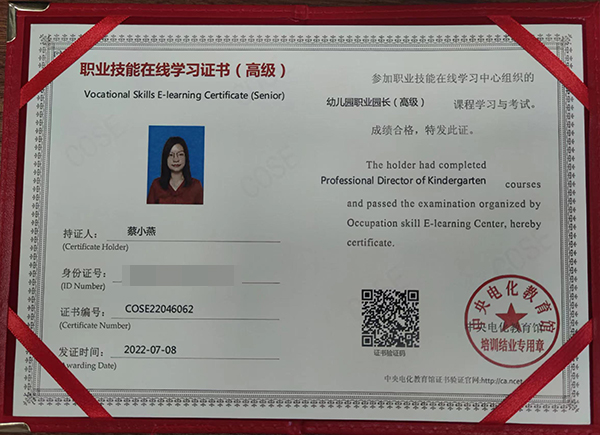 职业技能在线学习证书（高级）
Vocational Skills E-learning Certificate (Senior)
持证人：蔡小燕
(Certificate Holder)
身份证号：
(ID Number)
证书编号：COSE22046062
(Certificate Number)
发证时间：2022-07-08
(Awarding Date)
参加职业技能在线学习中心组织的
幼儿园职业园长（高级）课程学习与考试。
成绩合格，特发此证。
The holder had completed
Professional Director of Kindergarten courses
and passed the examination organized by
Occupation skill E-learning Center, hereby
certificate.
证书验证码
中央电化教育馆
中央电化教育馆
培训结业专用章
中央电化教育馆证书验证官网:http://ca.ncet
COSE
COSE
COSE